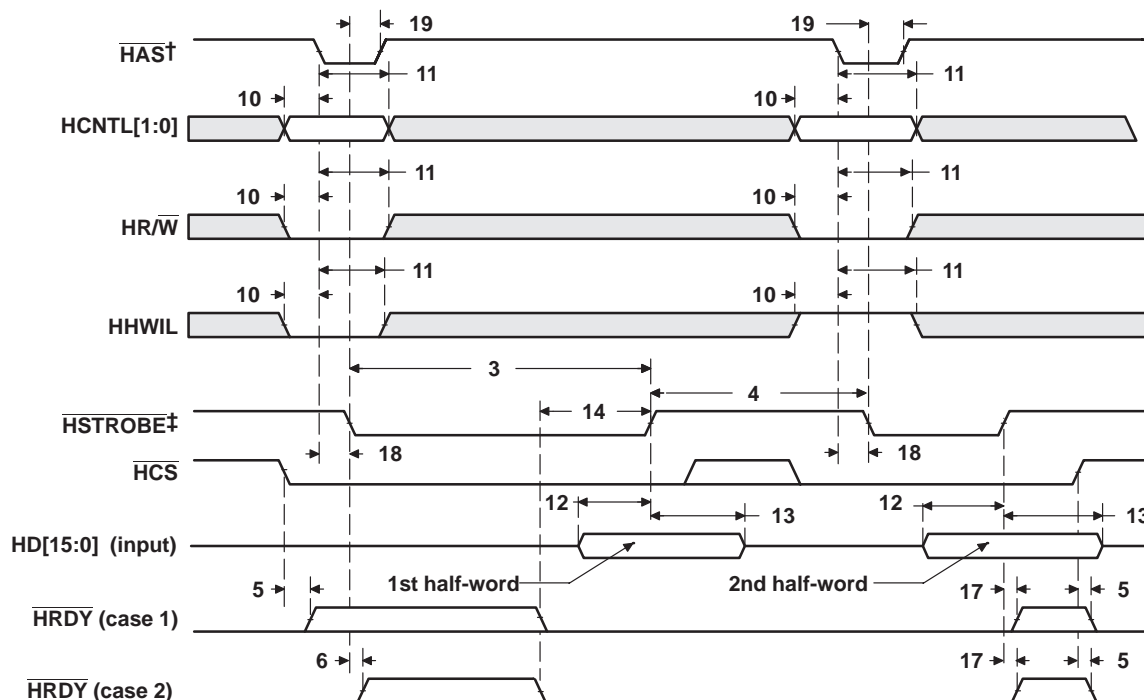 19 19
HAS†
11 11
10 10
HCNTL[1:0]
11 11
10 10
HR/W
11 11
10 10
HHWIL
3
4
14
HSTROBE‡
18 18
HCS
12 12
13 13
HD[15:0] (input)
1st half-word 2nd half-word
5 17 5
HRDY (case 1)
6 17 5
HRDY (case 2)